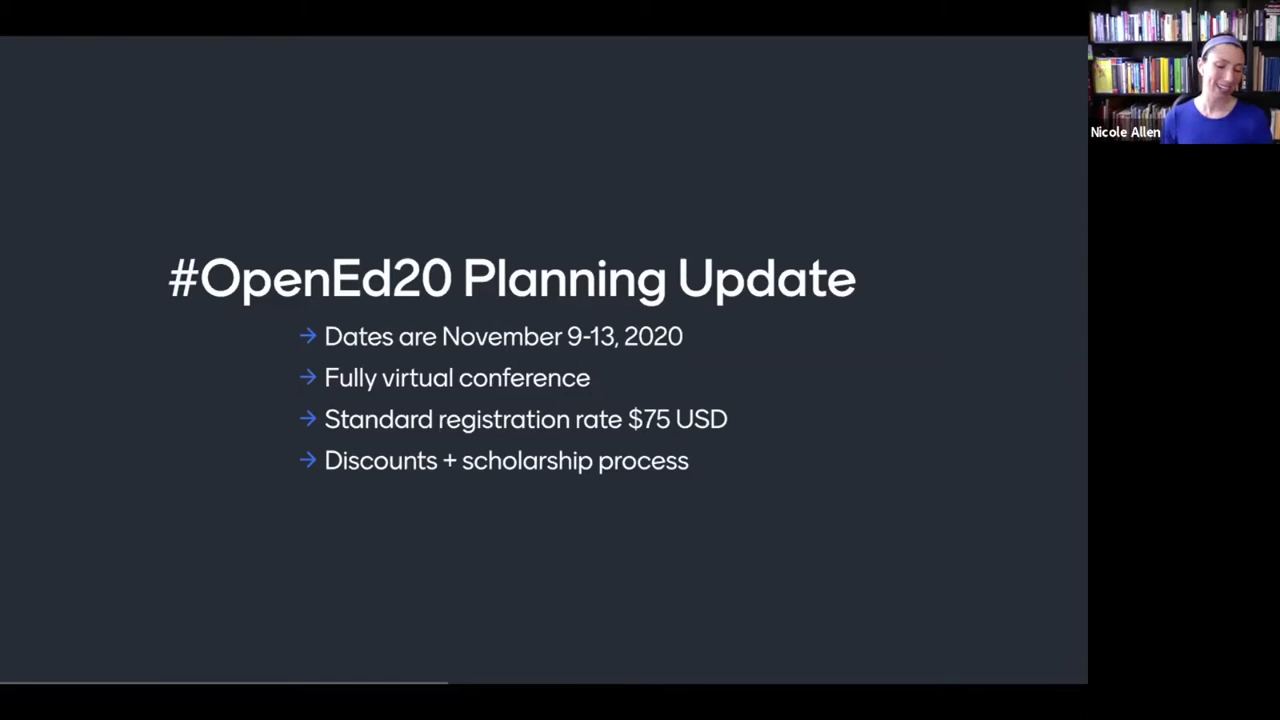 #OpenEd20 Planning Update
→ Dates are November 9-13, 2020
→ Fully virtual conference
→ Standard registration rate $75 USD
→ Discounts + scholarship process
Nicole Allen